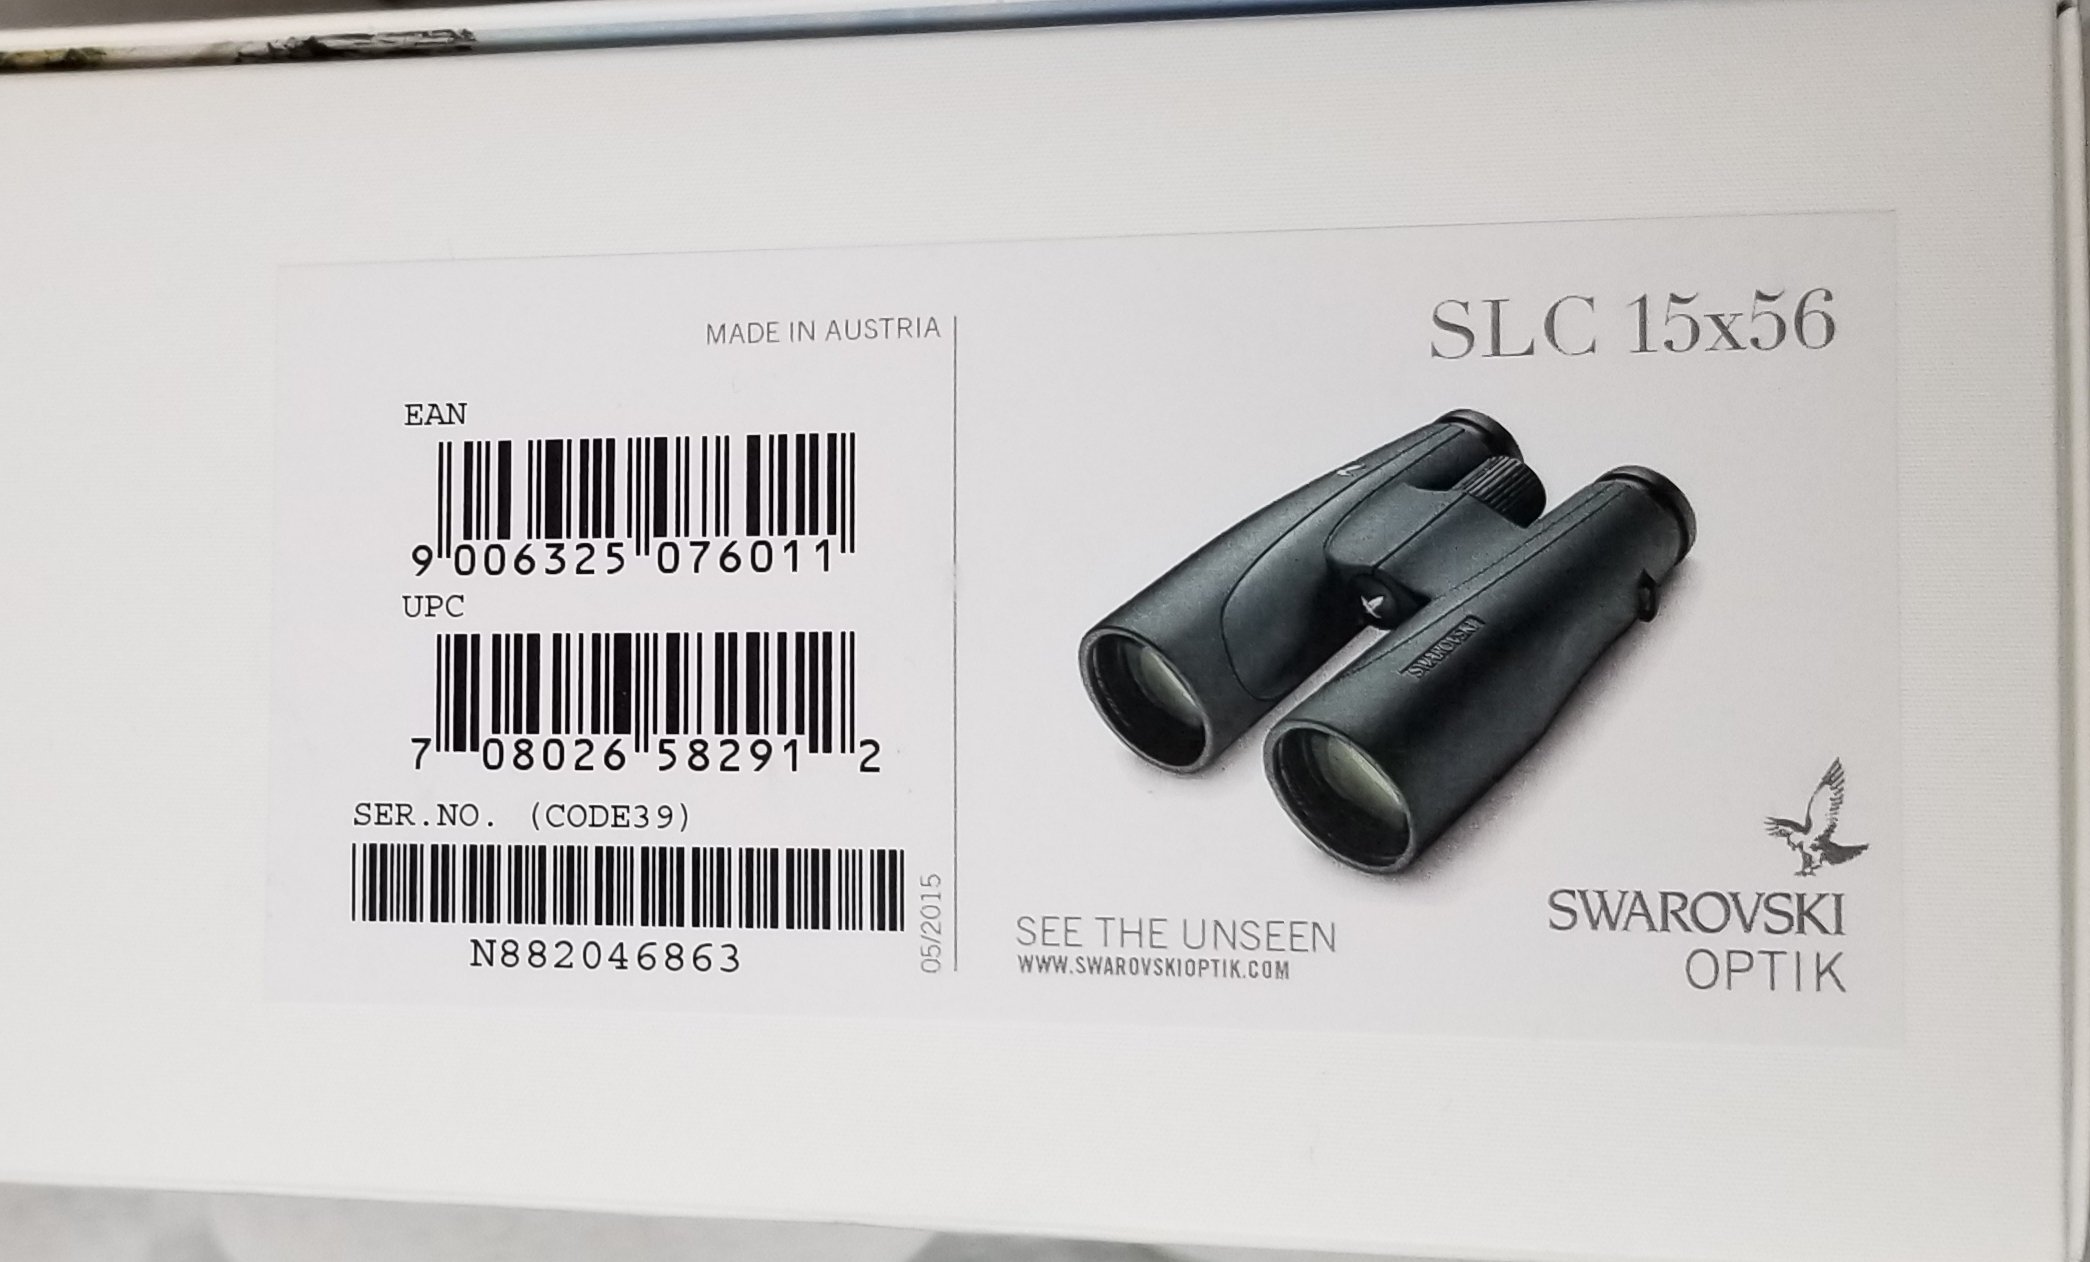 MADE IN AUSTRIA
EAN
9 006325 076011
UPC
7 08026 58291 2
SER.NO. (CODE39)
N882046863
05/2015
SLC 15x56
SWAROVSKI
SEE THE UNSEEN
WWW.SWAROVSKIOPTIK.COM
SWAROVSKI
OPTIK